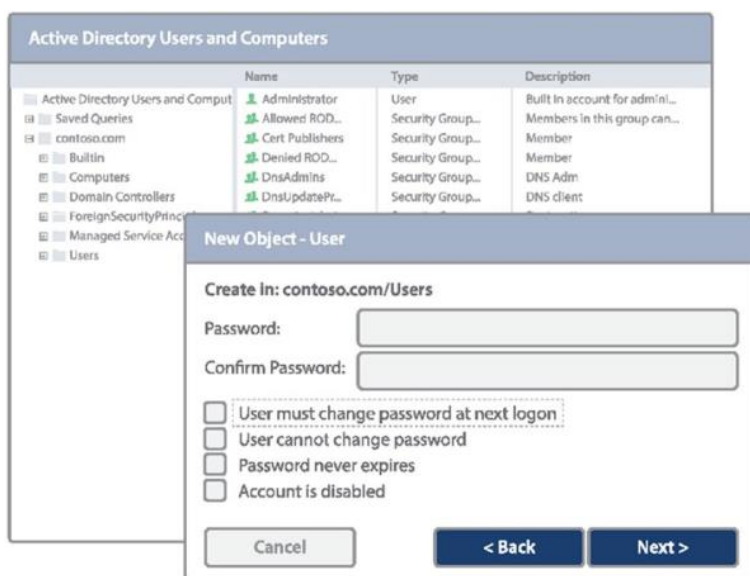 Active Directory Users and Computers
Name Type Description
Active Directory Users and Comput
Administrator User Built in account for admini...
Saved Queries Allowed ROD... Security Group... Members in this group can...
contoso.com Cert Publishers Security Group... Member
Builtin Denied ROD... Security Group... Member
Computers DnsAdmins Security Group... DNS Adm
Domain Controllers DnsUpdatePr... Security Group... DNS client
Managed Service Acc
Users
New Object - User
Create in: contoso.com/Users
Password:
Confirm Password:
User must change password at next logon
User cannot change password
Password never expires
Account is disabled
Cancel < Back Next >